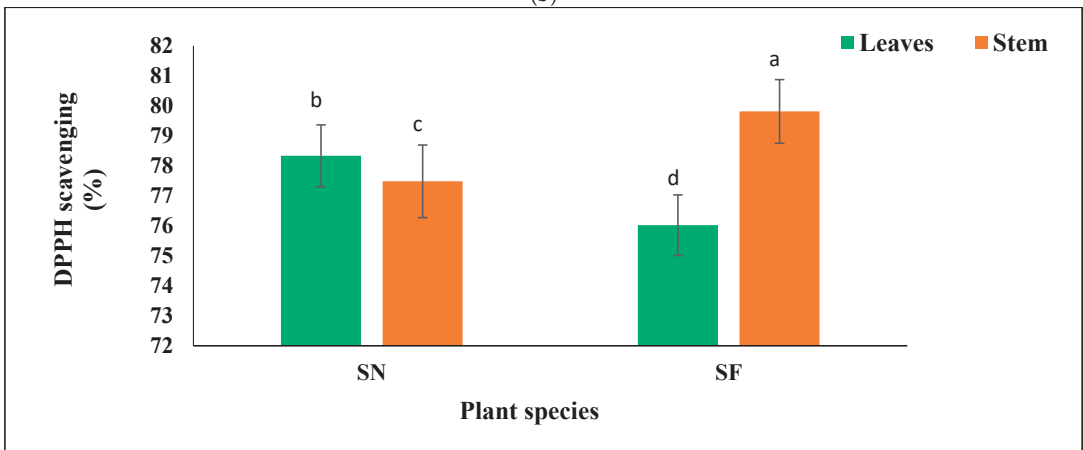 (b)
Leaves Stem
82
81
80
79
78
77
76
75
74
73
72
DPPH scavenging
(%)
b
c
d
a
SN SF
Plant species